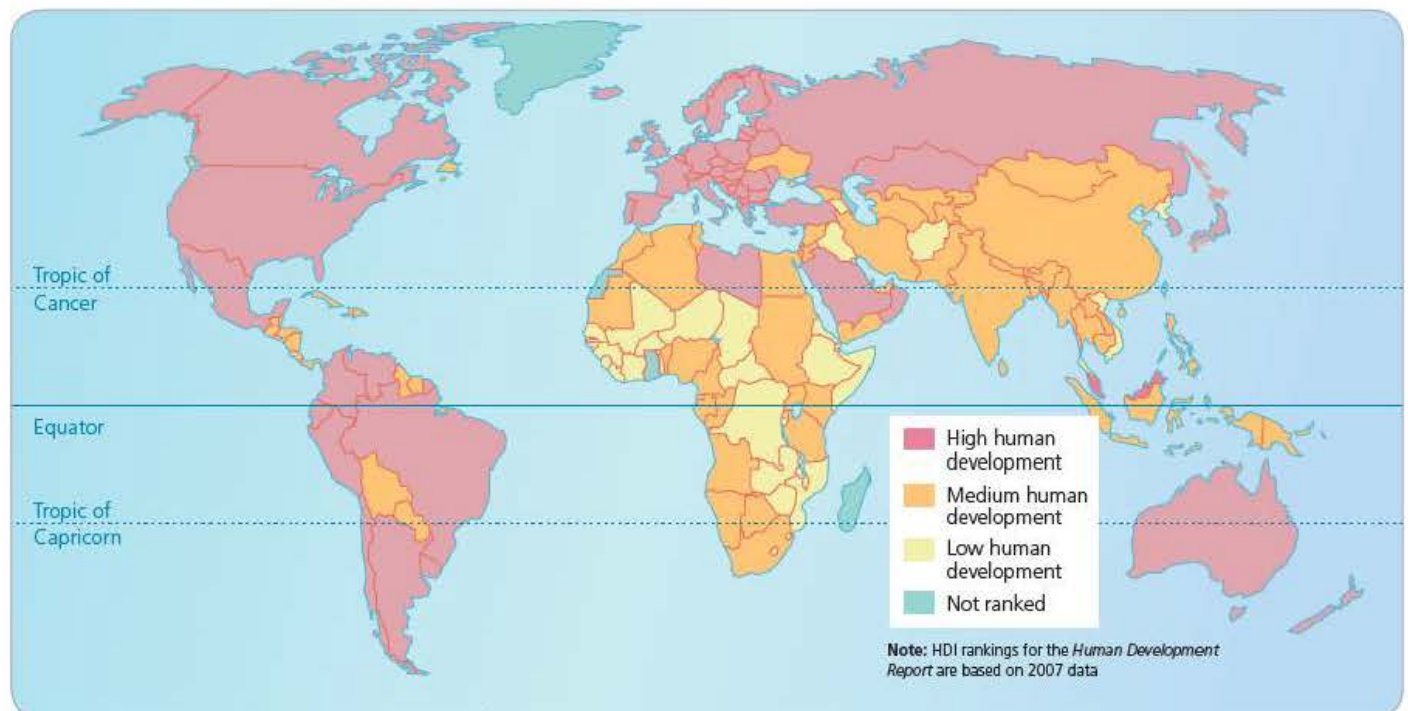 Tropic of
Cancer
Equator
Tropic of
Capricorn
High human
development
Medium human
development
Low human
development
Not ranked
Note: HDI rankings for the Human Development
Report are based on 2007 data